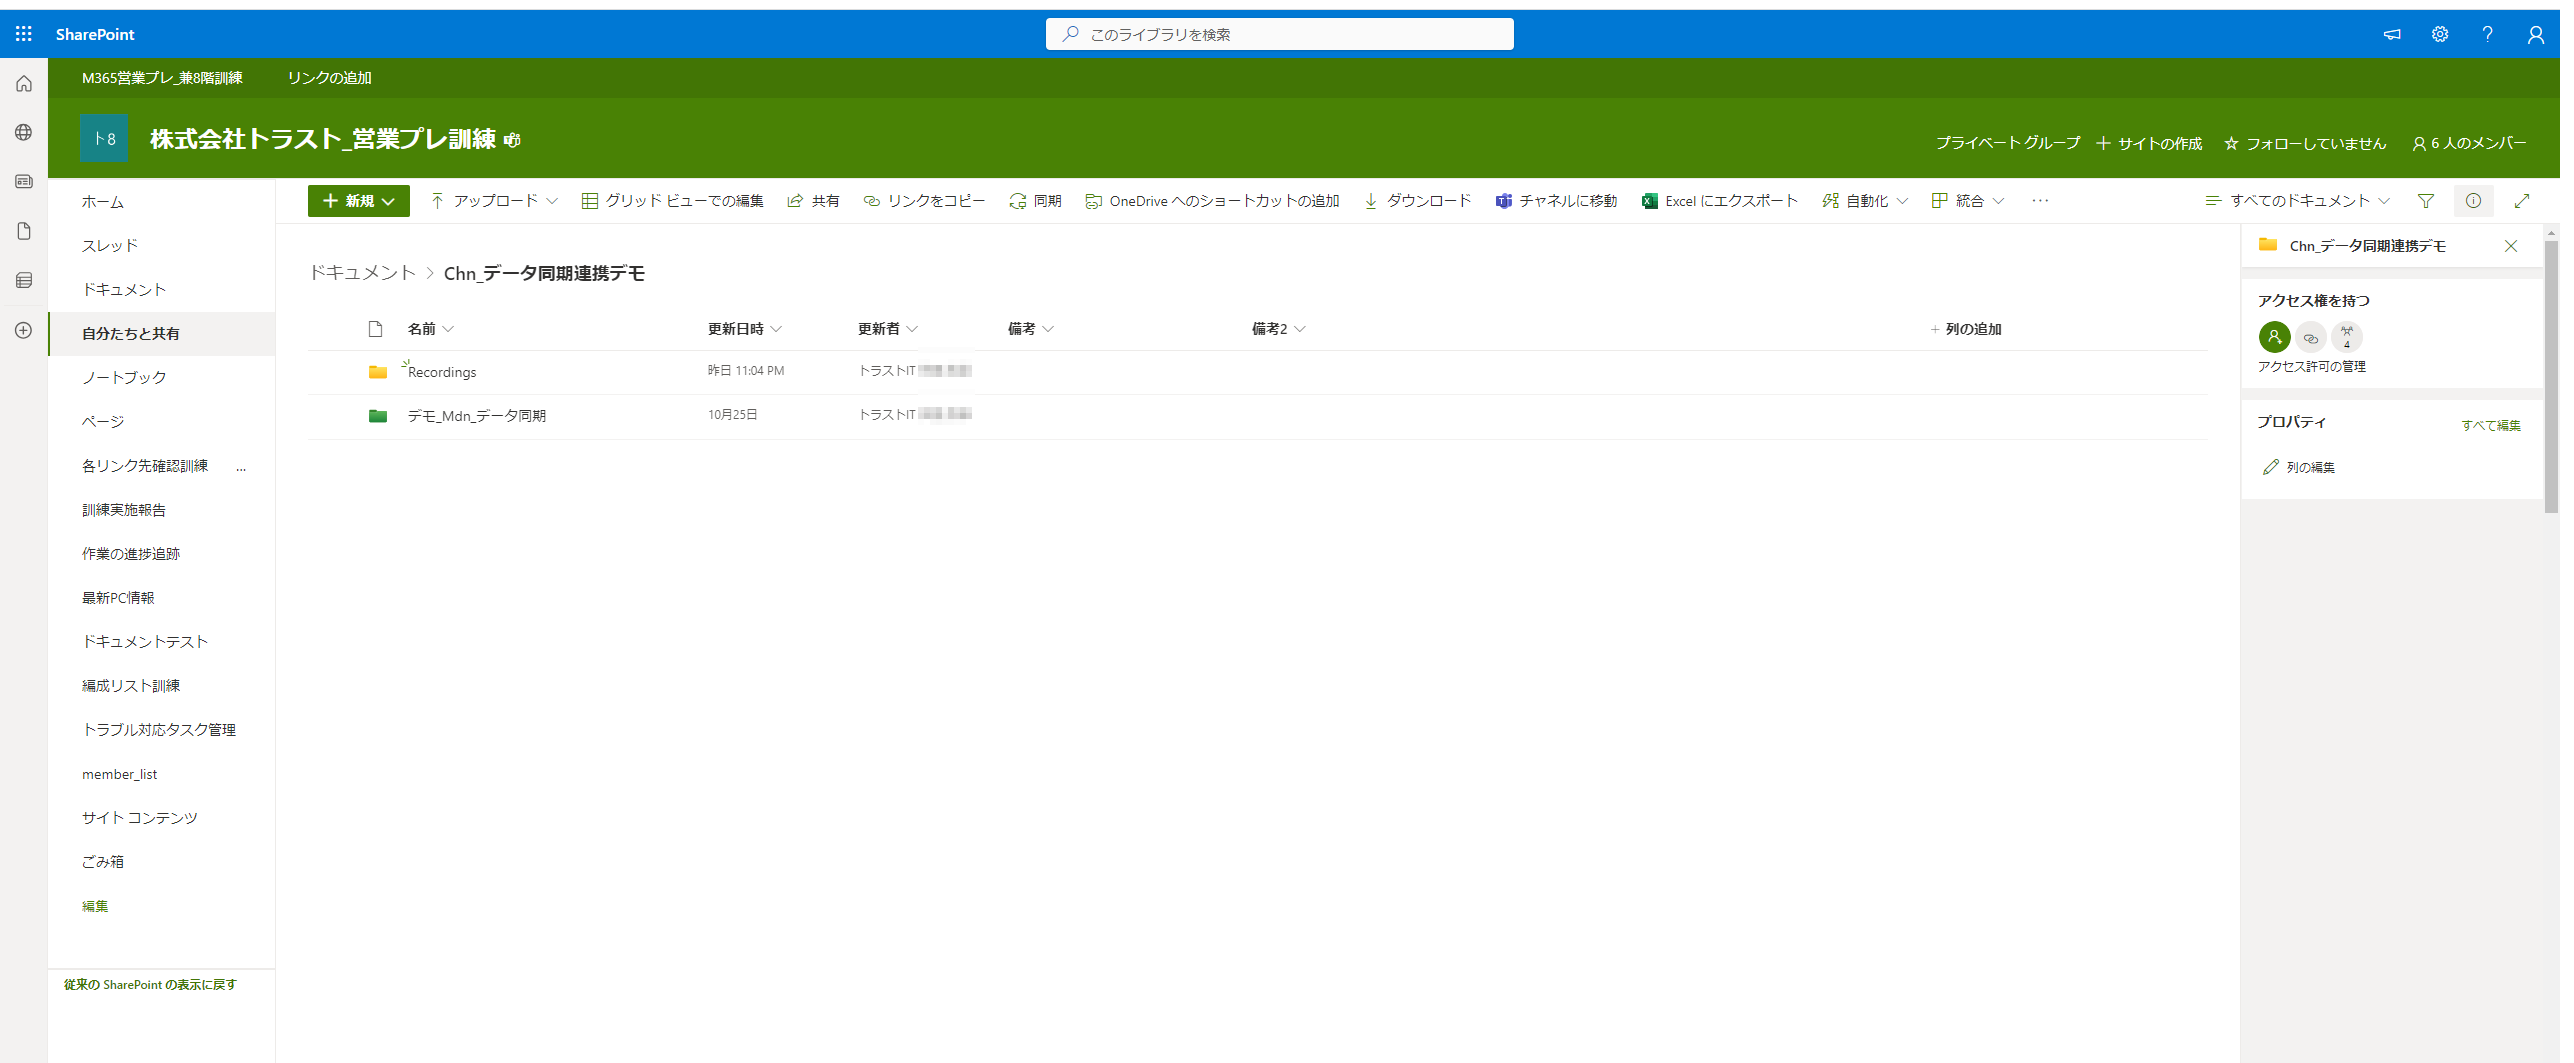 SharePoint
このライブラリを検索
M365営業プレ_兼8階訓練 リンクの追加
ト8
株式会社トラスト_営業プレ訓練
プライベート グループ サイトの作成 フォローしていません 6 人のメンバー
ホーム
スレッド
ドキュメント
自分たちと共有
ノートブック
ページ
各リンク先確認訓練 ...
訓練実施報告
作業の進捗追跡
最新PC情報
ドキュメントテスト
編成リスト訓練
トラブル対応タスク管理
member_list
サイト コンテンツ
ごみ箱
編集
従来の SharePoint の表示に戻す
新規 アップロード グリッド ビューでの編集 共有 リンクをコピー 同期 OneDrive へのショートカットの追加 ダウンロード チャネルに移動 Excel にエクスポート 自動化 統合 ... すべてのドキュメント
ドキュメント > Chn_データ同期連携デモ
名前 更新日時 更新者 備考 備考2 + 列の追加
Recordings 昨日 11:04 PM トラストIT
デモ_Mdn_データ同期 10月25日 トラストIT
Chn_データ同期連携デモ
アクセス権を持つ
4
アクセス許可の管理
プロパティ すべて編集
列の編集